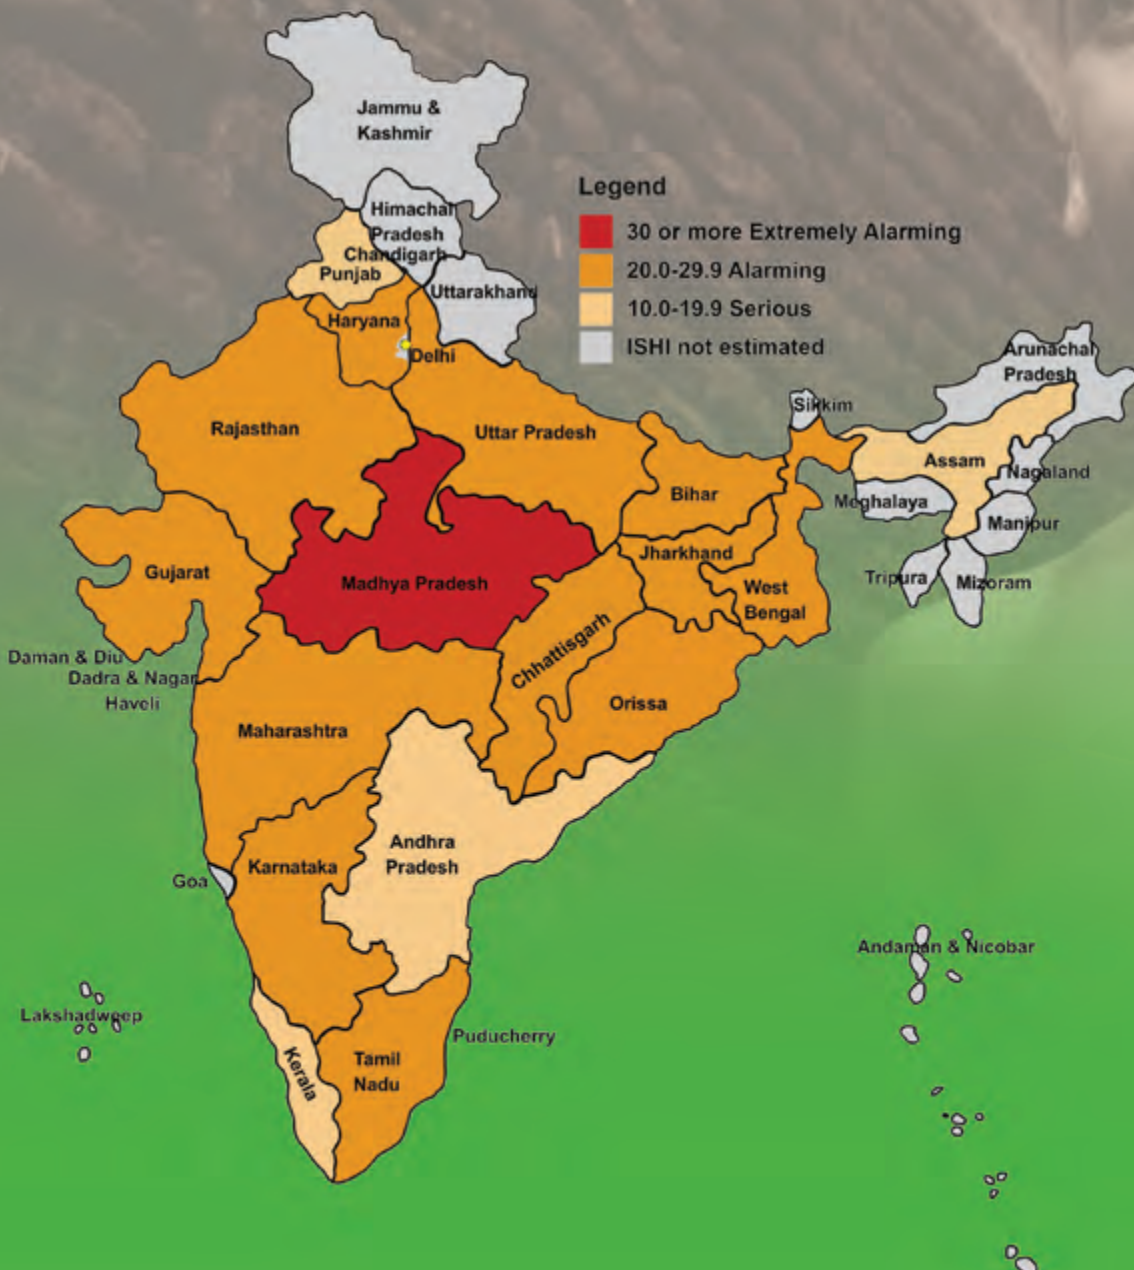 Jammu &
Kashmir
Legend
30 or more Extremely Alarming
20.0-29.9 Alarming
10.0-19.9 Serious
ISHI not estimated
Himachal
Pradesh
Chandigarh
Punjab
Uttarakhand
Haryana
Delhi
Arunachal
Pradesh
Sikkim
Rajasthan
Uttar Pradesh
Assam
Nagaland
Bihar
Meghalaya
Manipur
Jharkhand
Gujarat
Madhya Pradesh
West
Bengal
Tripura
Mizoram
Chhattisgarh
Daman & Diu
Dadra & Nagar
Haveli
Orissa
Maharashtra
Andhra
Pradesh
Karnataka
Goa
Andaman & Nicobar
Lakshadweep
Puducherry
Kerala
Tamil
Nadu